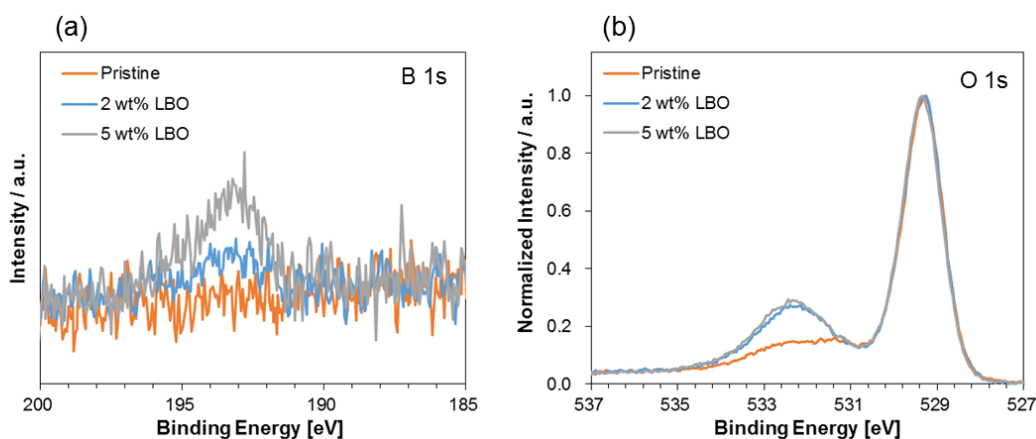 (a)
B 1s
Pristine
2 wt% LBO
5 wt% LBO
Intensity / a.u.
200
195
190
185
Binding Energy [eV]
(b)
O 1s
Pristine
2 wt% LBO
5 wt% LBO
Normalized Intensity / a.u.
1.0
0.8
0.6
0.4
0.2
0.0
537
535
533
531
529
527
Binding Energy [eV]